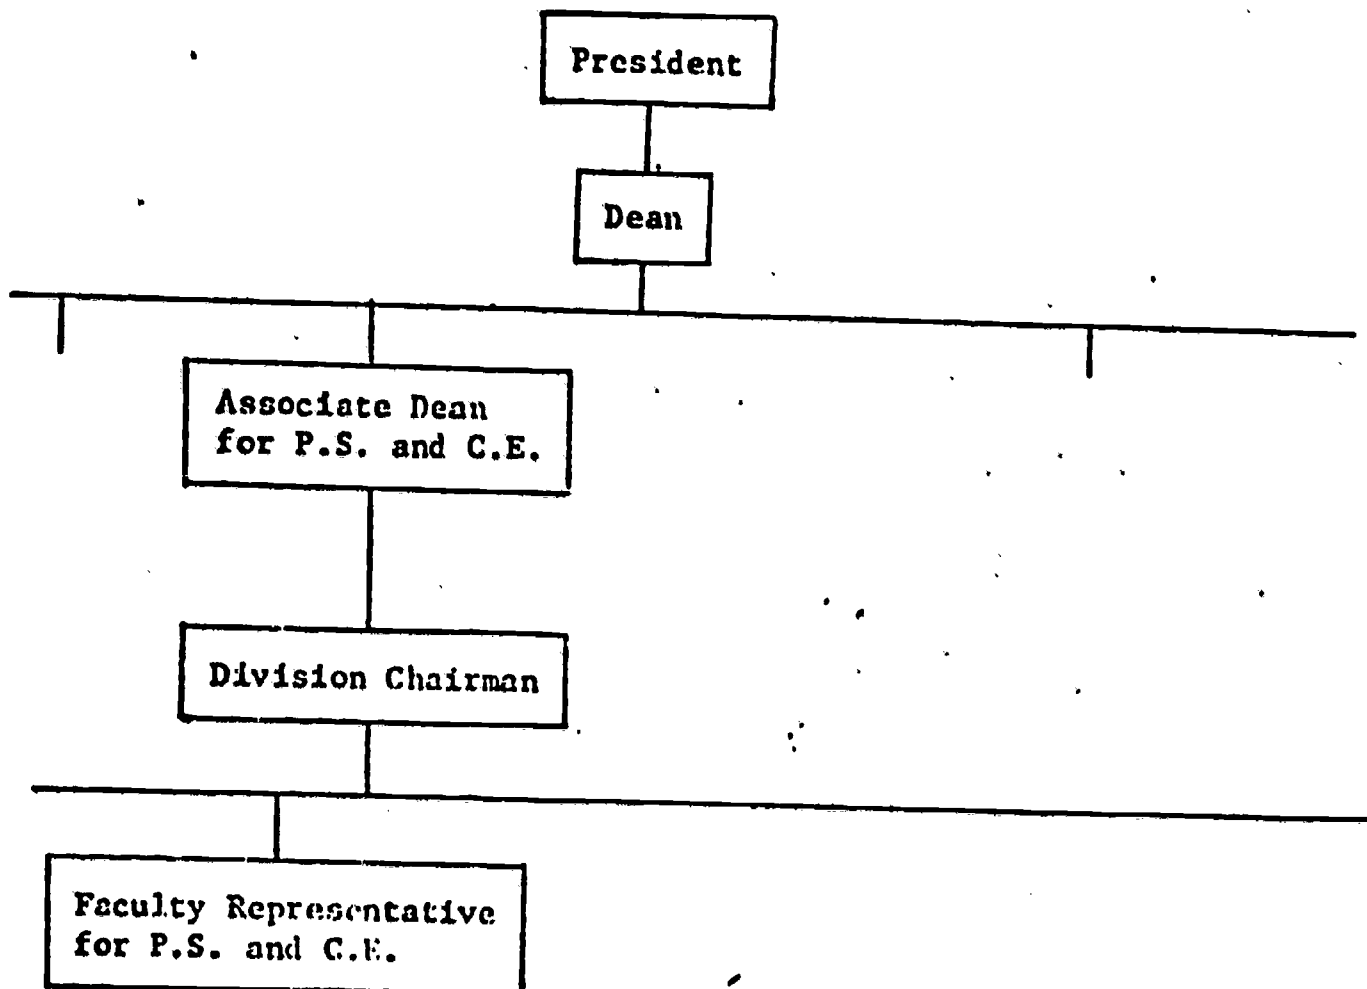 President
Dean
Associate Dean
for P.S. and C.E.
Division Chairman
Faculty Representative
for P.S. and C.E.